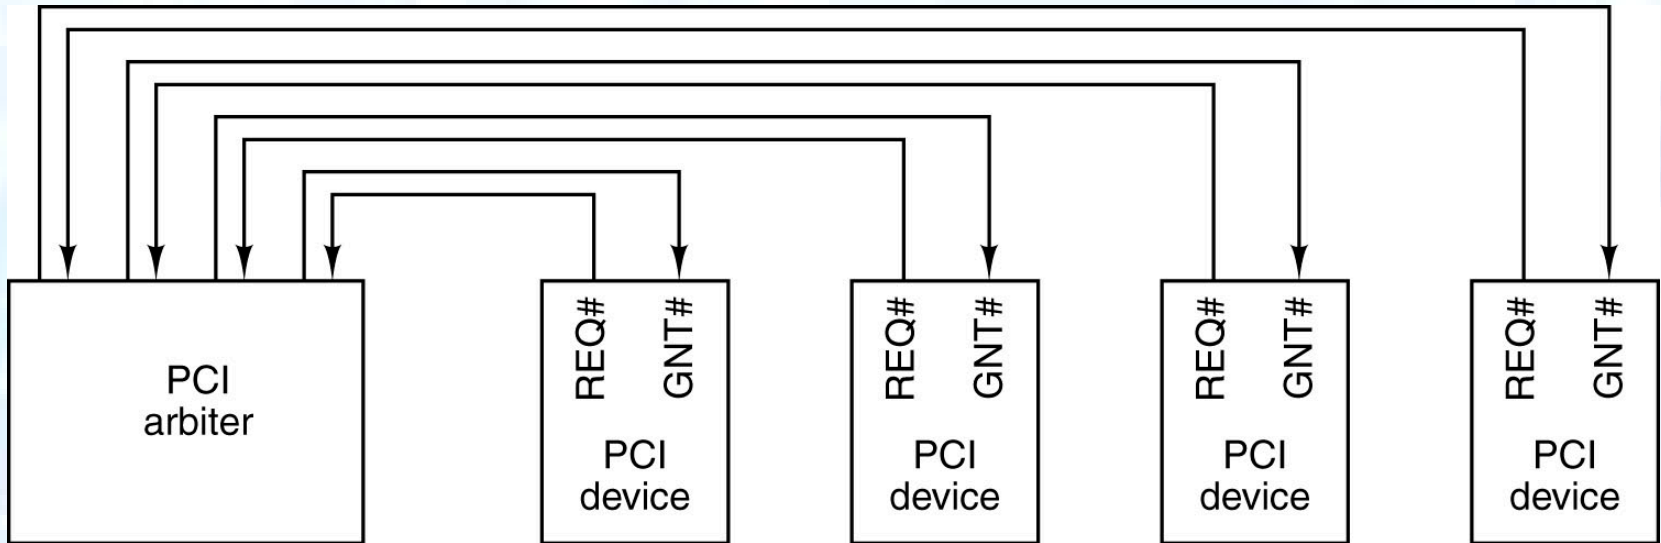 PCI
arbiter
REQ#
GNT#
PCI
device
REQ#
GNT#
PCI
device
REQ#
GNT#
PCI
device
REQ#
GNT#
PCI
device